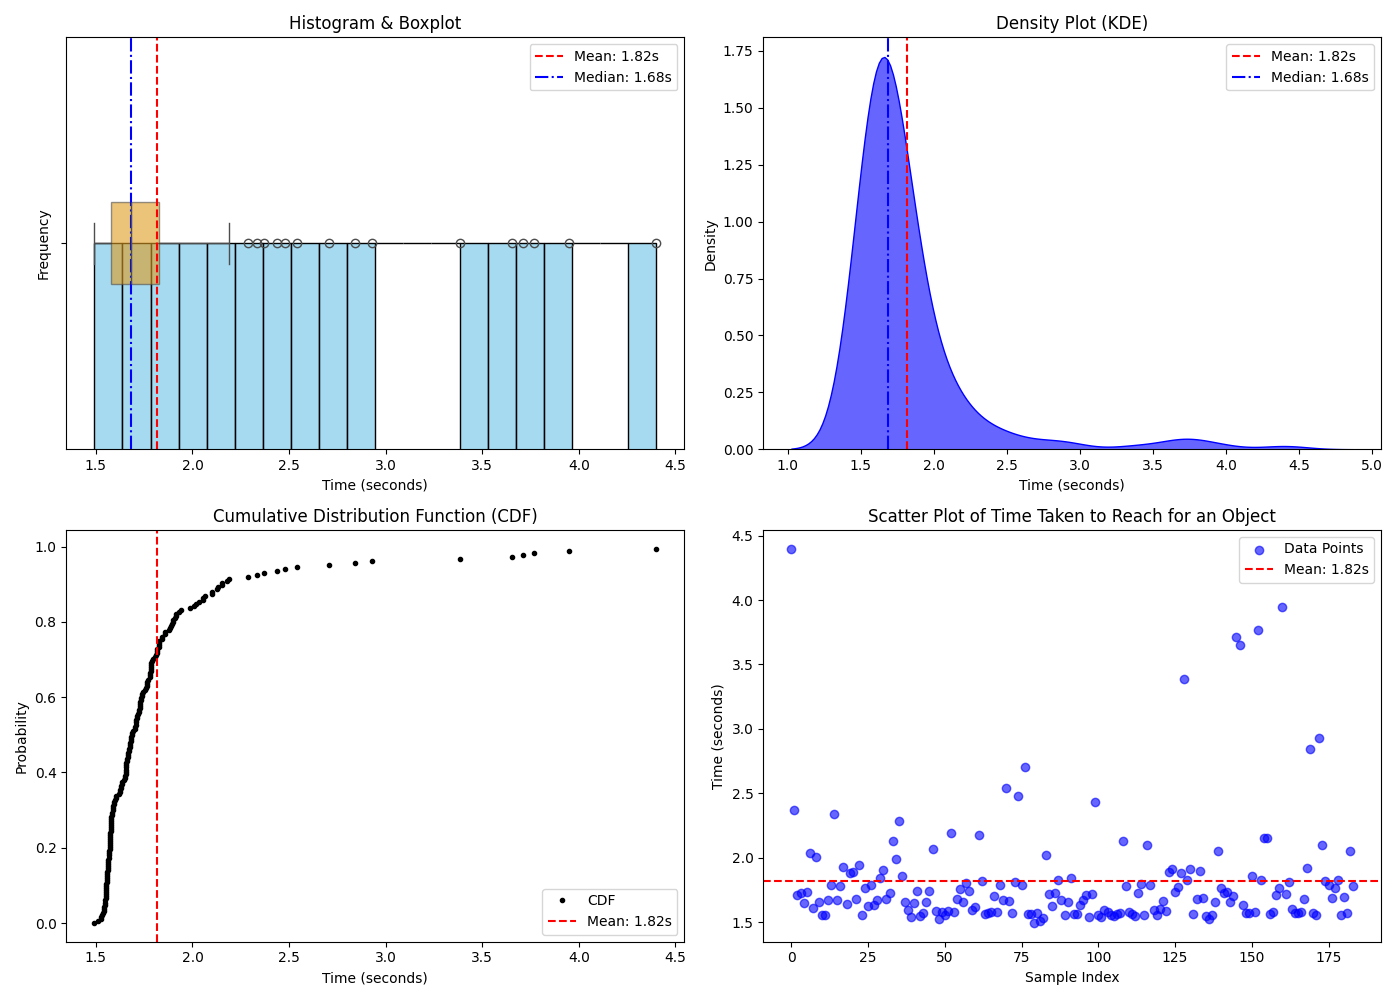 Histogram & Boxplot
Mean: 1.82s
Median: 1.68s
Frequency
1.5 2.0 2.5 3.0 3.5 4.0 4.5
Time (seconds)
Density Plot (KDE)
Mean: 1.82s
Median: 1.68s
1.75
1.50
1.25
1.00
0.75
0.50
0.25
0.00
Density
1.0 1.5 2.0 2.5 3.0 3.5 4.0 4.5 5.0
Time (seconds)
Cumulative Distribution Function (CDF)
1.0
0.8
0.6
0.4
0.2
0.0
Probability
CDF
Mean: 1.82s
1.5 2.0 2.5 3.0 3.5 4.0 4.5
Time (seconds)
Scatter Plot of Time Taken to Reach for an Object
Data Points
Mean: 1.82s
4.5
4.0
3.5
3.0
2.5
2.0
1.5
Time (seconds)
0 25 50 75 100 125 150 175
Sample Index